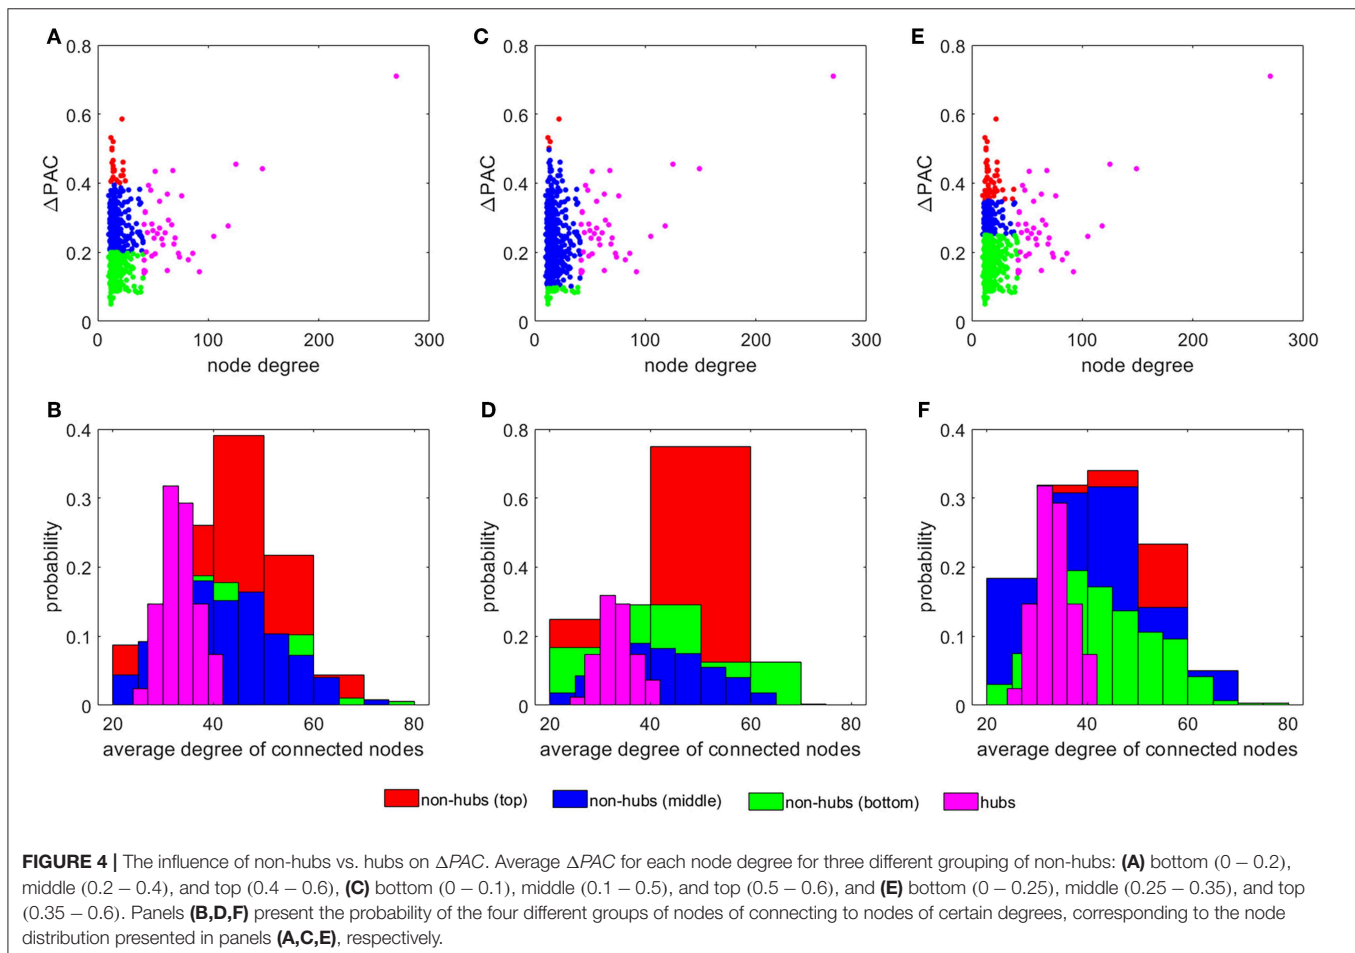 A
0.8
0.6
0.4
0.2
0
ΔPAC
0 100 200 300
node degree
C
0.8
0.6
0.4
0.2
0
ΔPAC
0 100 200 300
node degree
E
0.8
0.6
0.4
0.2
0
ΔPAC
0 100 200 300
node degree
B
0.4
0.3
0.2
0.1
0
probability
20 40 60 80
average degree of connected nodes
D
0.8
0.6
0.4
0.2
0
probability
20 40 60 80
average degree of connected nodes
F
0.4
0.3
0.2
0.1
0
probability
20 40 60 80
average degree of connected nodes
non-hubs (top) non-hubs (middle) non-hubs (bottom) hubs
FIGURE 4 | The influence of non-hubs vs. hubs on ΔPAC. Average ΔPAC for each node degree for three different grouping of non-hubs: (A) bottom (0 − 0.2),
middle (0.2 − 0.4), and top (0.4 − 0.6), (C) bottom (0 − 0.1), middle (0.1 − 0.5), and top (0.5 − 0.6), and (E) bottom (0 − 0.25), middle (0.25 − 0.35), and top
(0.35 − 0.6). Panels (B,D,F) present the probability of the four different groups of nodes of connecting to nodes of certain degrees, corresponding to the node
distribution presented in panels (A,C,E), respectively.